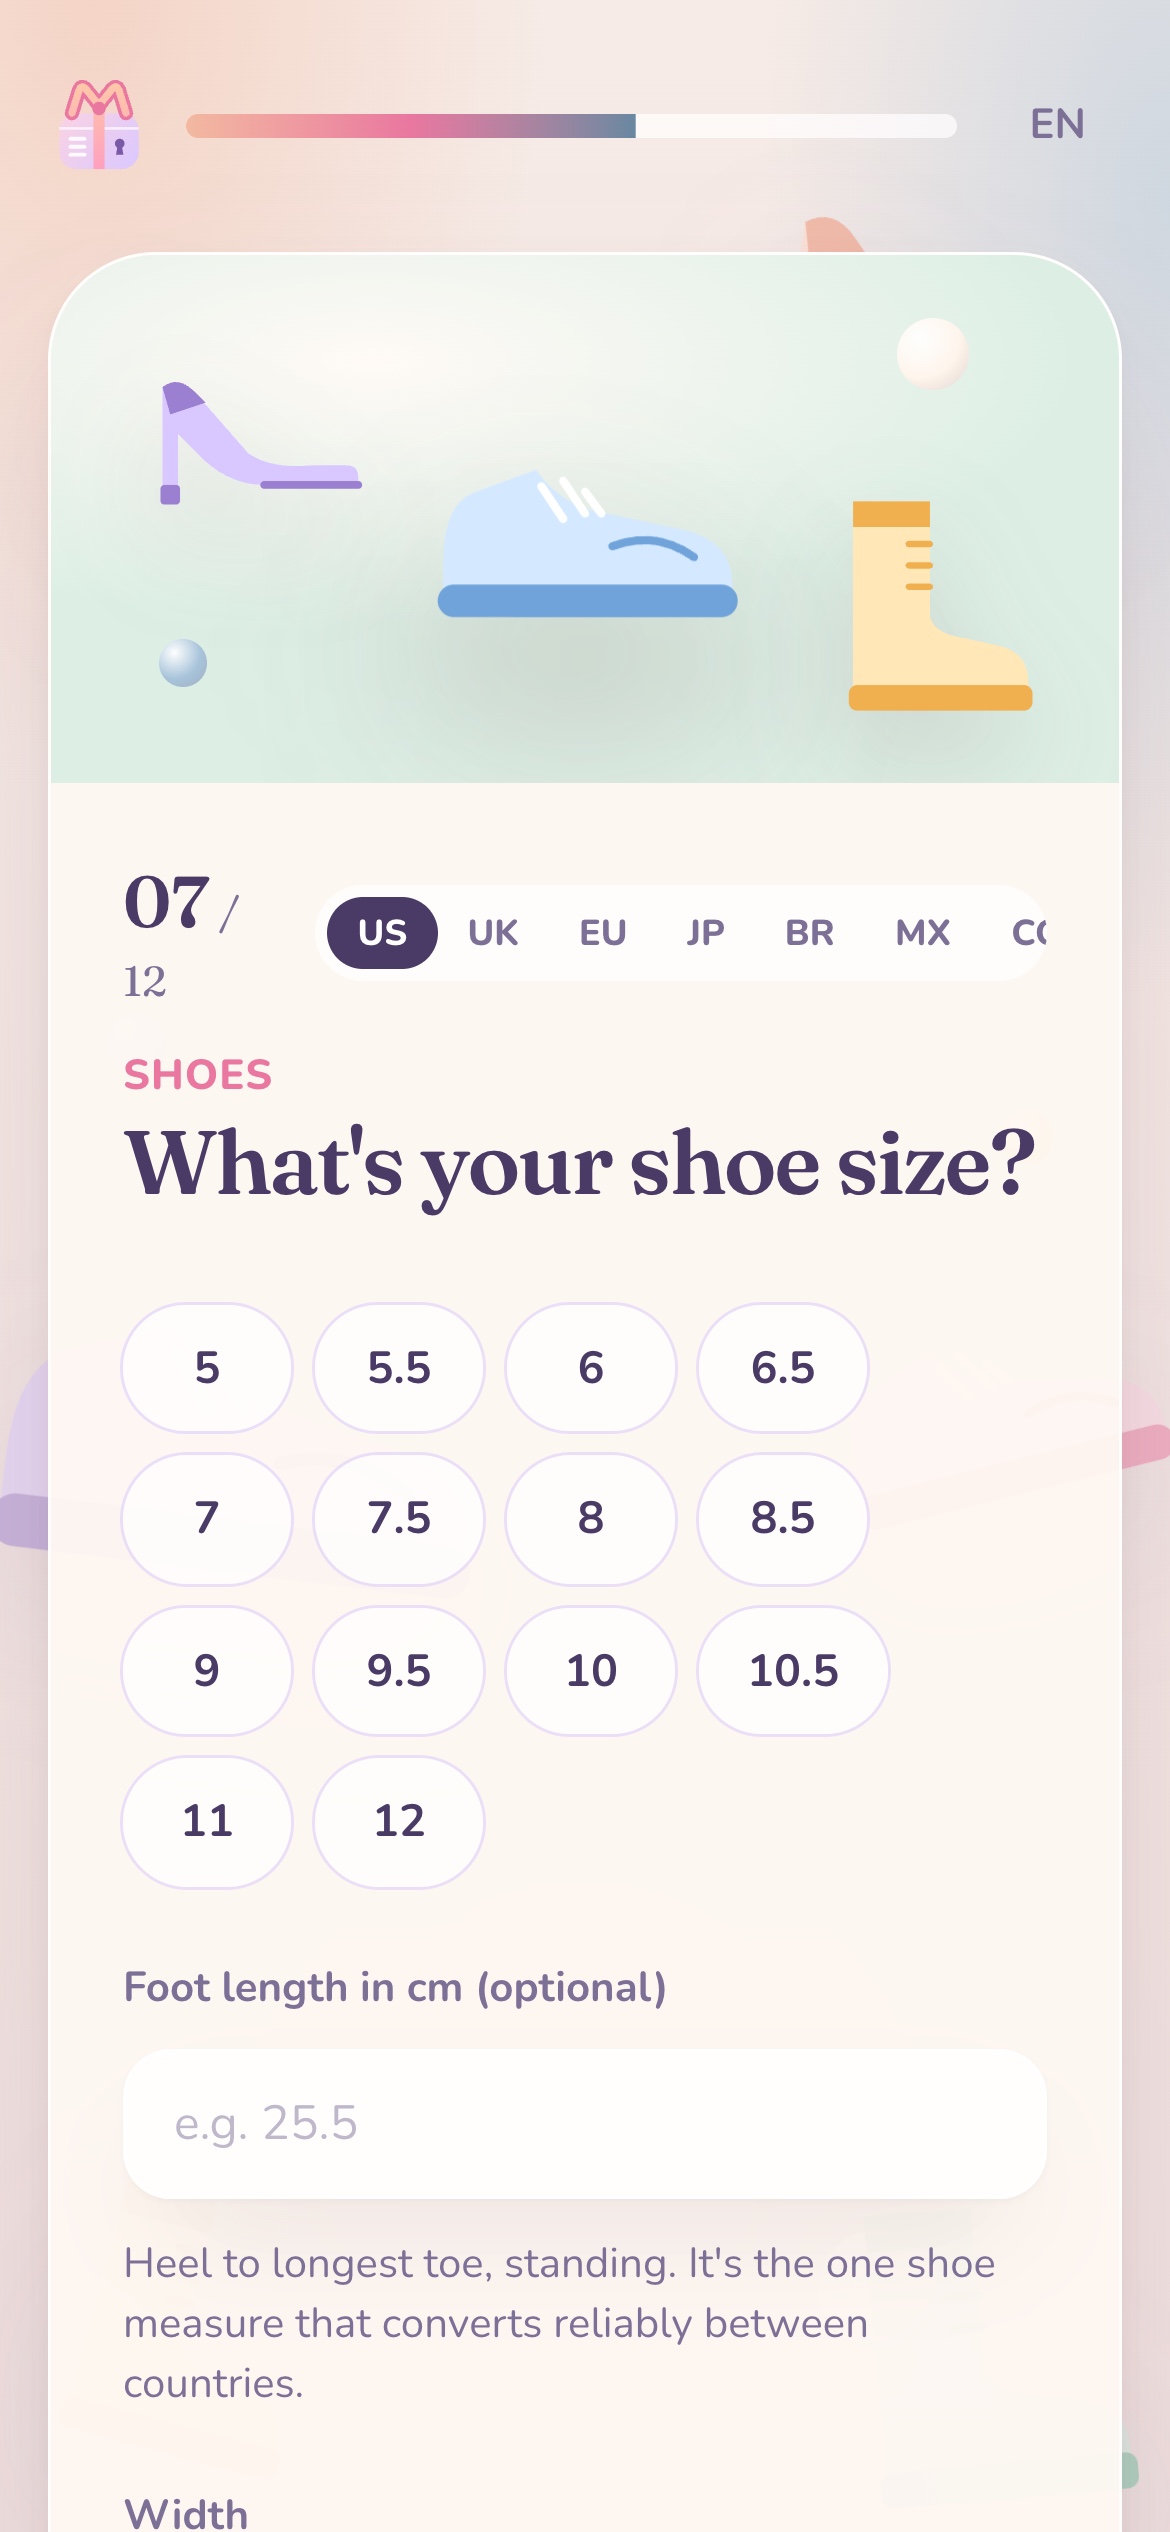 EN
07 /
12
US UK EU JP BR MX
SHOES
What's your shoe size?
5 5.5 6 6.5
7 7.5 8 8.5
9 9.5 10 10.5
11 12
Foot length in cm (optional)
e.g. 25.5
Heel to longest toe, standing. It's the one shoe
measure that converts reliably between
countries.
Width